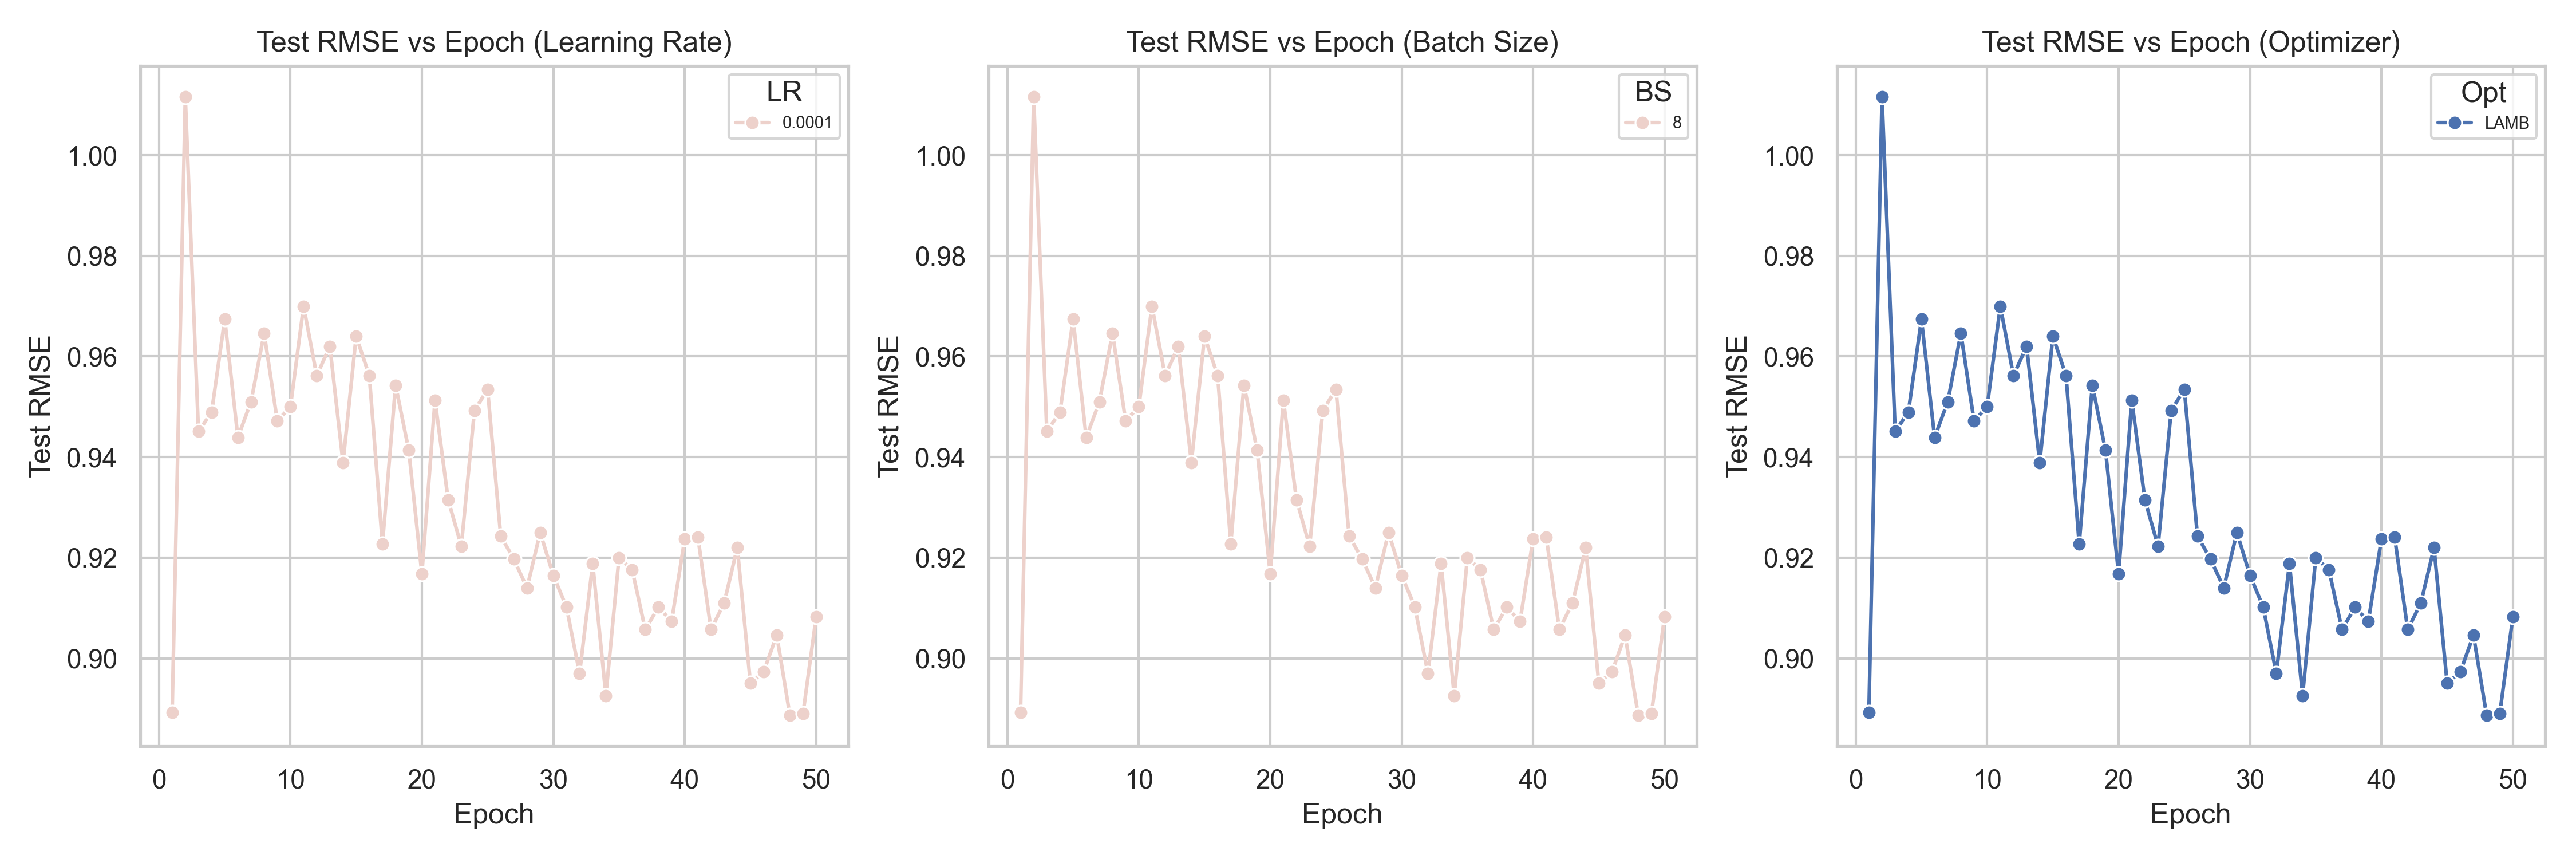 Test RMSE vs Epoch (Learning Rate)
LR
0.0001
1.00
0.98
0.96
0.94
0.92
0.90
Test RMSE
0 10 20 30 40 50
Epoch
Test RMSE vs Epoch (Batch Size)
BS
8
1.00
0.98
0.96
0.94
0.92
0.90
Test RMSE
0 10 20 30 40 50
Epoch
Test RMSE vs Epoch (Optimizer)
Opt
LAMB
1.00
0.98
0.96
0.94
0.92
0.90
Test RMSE
0 10 20 30 40 50
Epoch